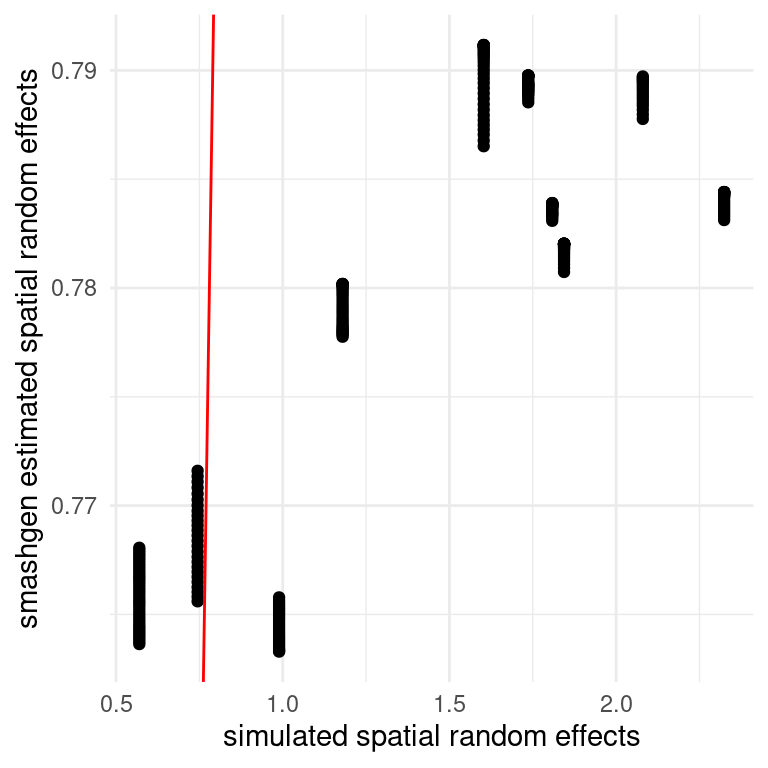 smashgen estimated spatial random effects
0.79
0.78
0.77
0.5 1.0 1.5 2.0
simulated spatial random effects